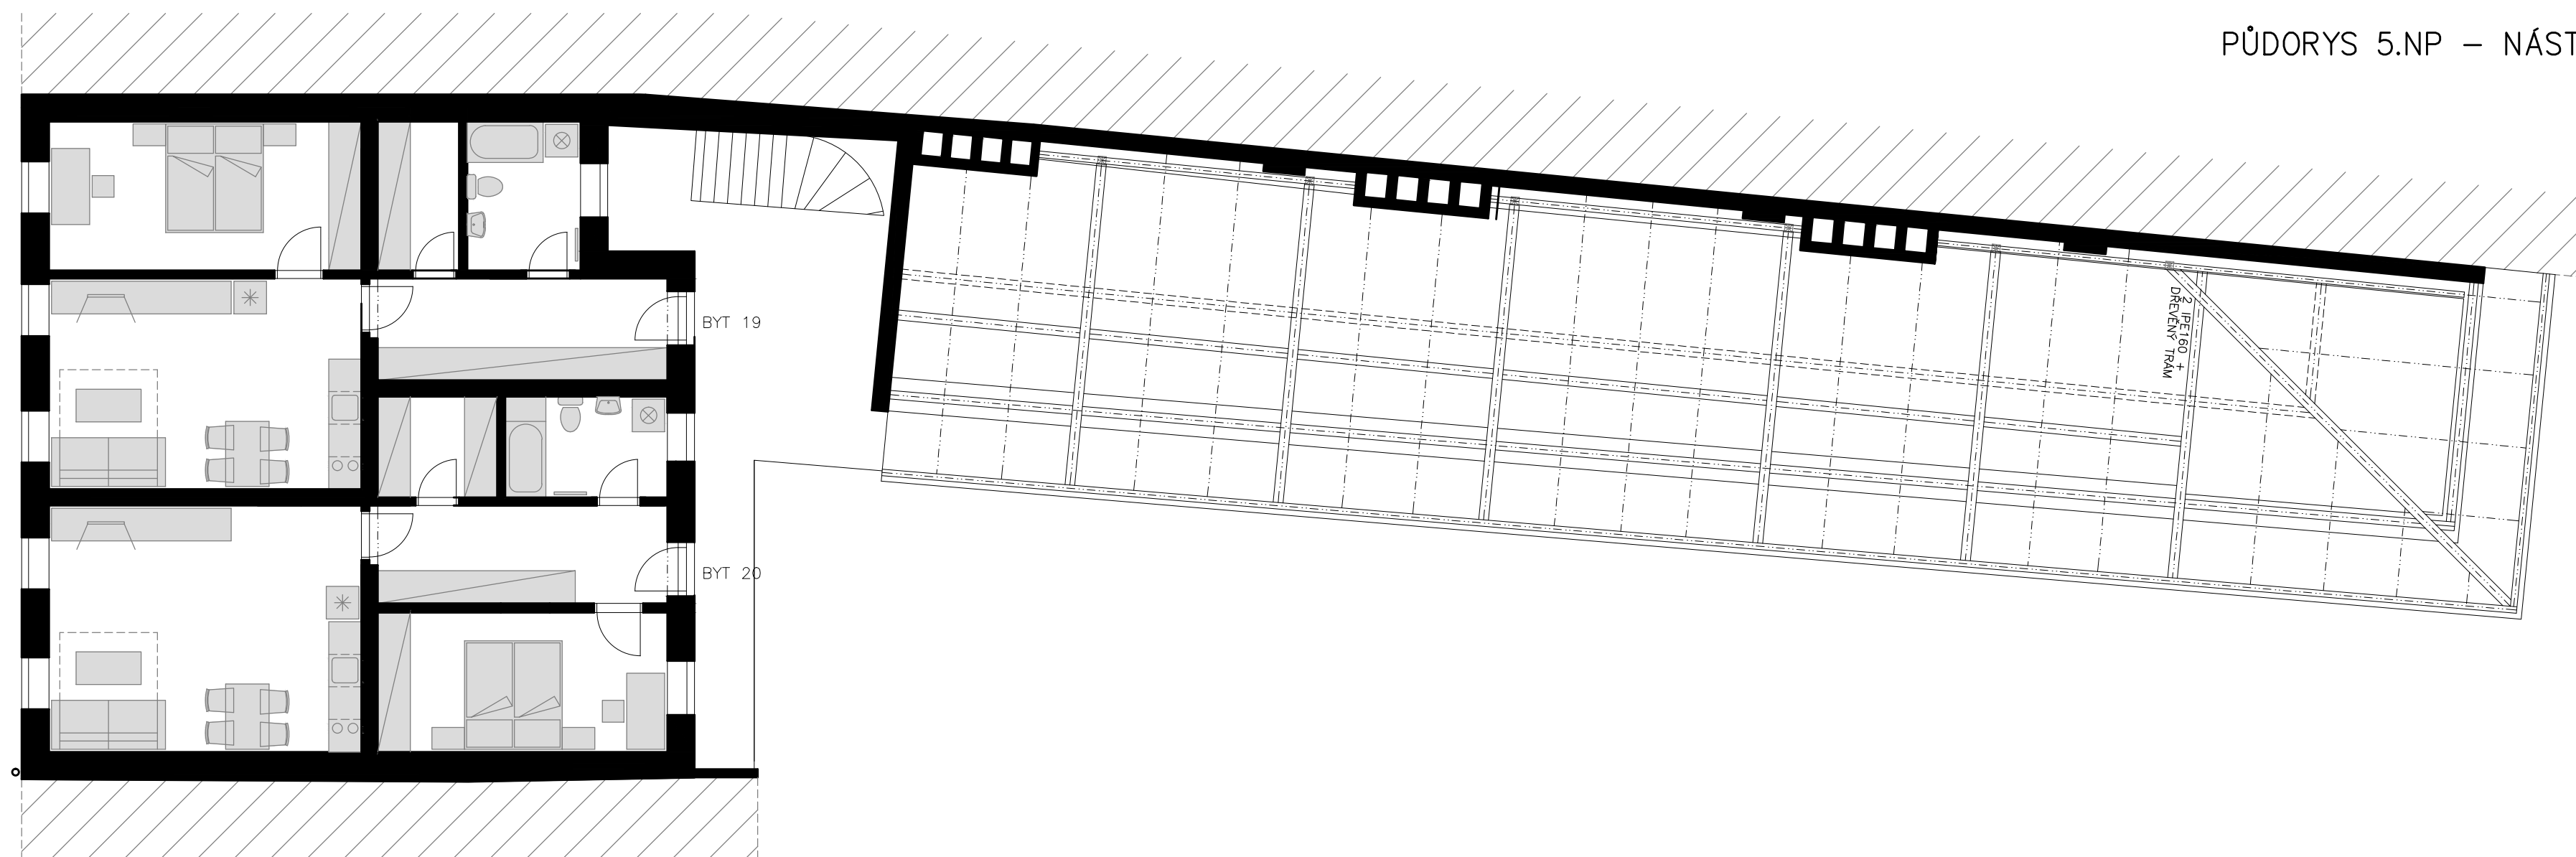 PŮDORYS 5.NP – NÁST
BYT 19
2 IPE160 +
DŘEVĚNÝ TRÁM
BYT 20